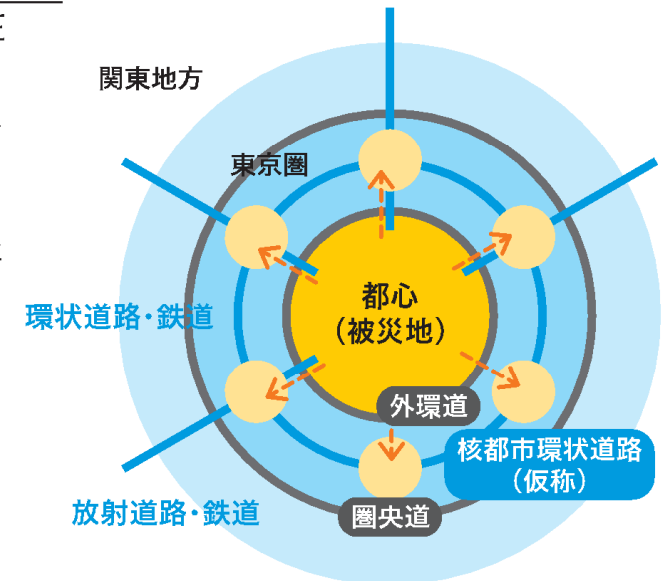 関東地方
東京圏
都心
（被災地）
環状道路・鉄道
外環道
核都市環状道路
（仮称）
圏央道
放射道路・鉄道